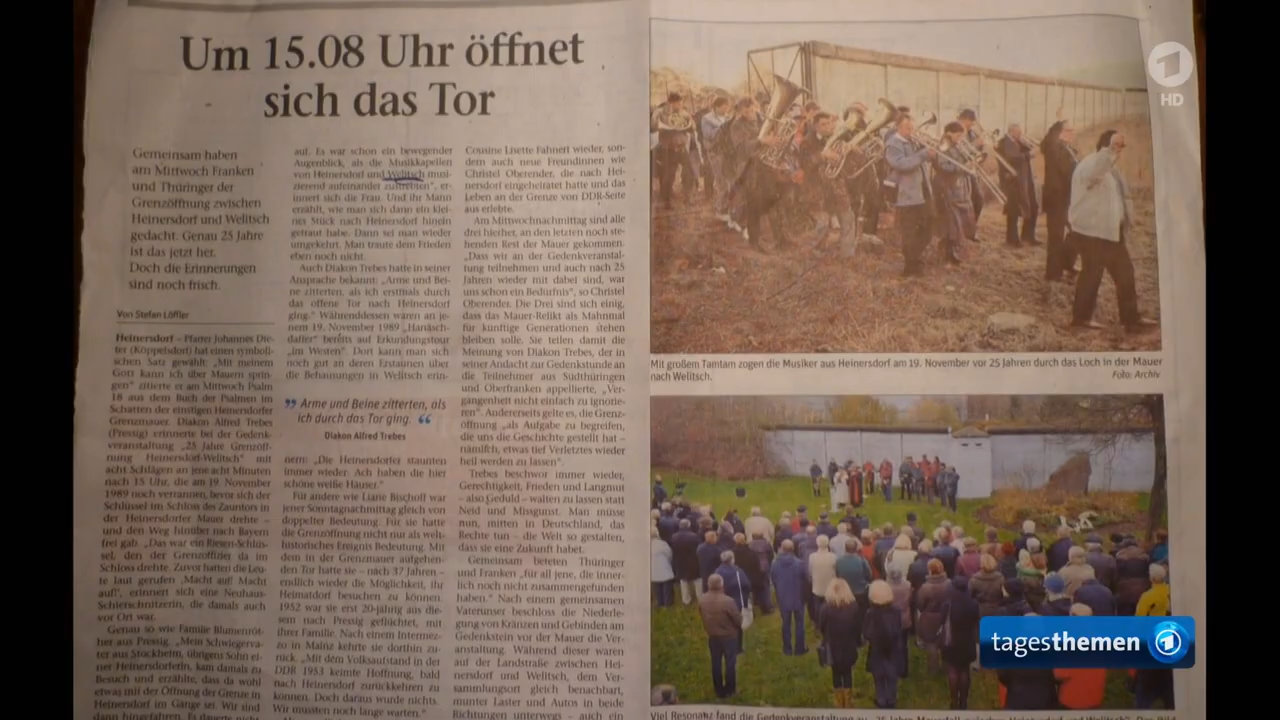 Um 15.08 Uhr öffnet
sich das Tor
Gemeinsam haben
am Mittwoch Franken
und Thüringer der
Grenzöffnung zwischen
Heinersdorf und Welitsch
gedacht. Genau 25 Jahre
ist das jetzt her.
Doch die Erinnerungen
sind noch frisch.
Von Stefan Löffler
Heinersdorf – Pfarrer Johannes Die-
ter (Köppelsdorf) hat einen symboli-
schen Satz gewählt: „Mit meinem
Gott kann ich über Mauern sprin-
gen“ zitierte er am Mittwoch Psalm
18 aus dem Buch der Psalmen im
Schatten der einstigen Heinersdorfer
Grenzmauer. Diakon Alfred Trebes
(Pressig) erinnerte bei der Gedenk-
veranstaltung „25 Jahre Grenzöff-
nung Heinersdorf-Welitsch“ mit
acht Schlägen an jene acht Minuten
nach 15 Uhr, die am 19. November
1989 noch verrannen, bevor sich der
Schlüssel im Schloss des Zauntors in
der Heinersdorfer Mauer drehte –
und den Weg hinüber nach Bayern
frei gab. „Das war ein Riesen-Schlüs-
sel, den der Grenzoffizier da im
Schloss drehte. Zuvor hatten die Leu-
te laut gerufen ‚Macht auf! Macht
auf!‘, erinnert sich eine Neuhaus-
Schierschnitzerin, die damals auch
vor Ort war.
Genau so wie Familie Blumenrö-
ther aus Pressig. „Mein Schwiegerva-
ter aus Stockheim, übrigens Sohn ei-
ner Heinersdorferin, kam damals zu
Besuch und erzählte, dass da wohl
etwas mit der Öffnung der Grenze in
Heinersdorf im Gange sei. Wir sind
dann hingefahren. Es dauerte nicht
auf. Es war schon ein bewegender
Augenblick, als die Musikkapellen
von Heinersdorf und Welitsch musi-
zierend aufeinander zustrebten“, er-
innert sich die Frau. Und ihr Mann
erzählt, wie man sich dann ein klei-
nes Stück nach Heinersdorf hinein
getraut habe. Dann sei man wieder
umgekehrt. Man traute dem Frieden
eben noch nicht.
Auch Diakon Trebes hatte in seiner
Ansprache bekannt: „Arme und Bei-
ne zitterten, als ich erstmals durch
das offene Tor nach Heinersdorf
ging.“ Währenddessen waren an je-
nem 19. November 1989 „Hanäsch-
daffer“ bereits auf Erkundungstour
„im Westen“. Dort kann man sich
noch gut an deren Erstaunen über
die Behausungen in Welitsch erin-
„Arme und Beine zitterten, als
ich durch das Tor ging.“
Diakon Alfred Trebes
nern: „Die Heinersdorfer staunten
immer wieder. Ach haben die hier
schöne weiße Häuser.“
Für andere wie Liane Bischoff war
jener Sonntagnachmittag gleich von
doppelter Bedeutung. Für sie hatte
die Grenzöffnung nicht nur als welt-
historisches Ereignis Bedeutung. Mit
dem in der Grenzmauer aufgehen-
den Tor hatte sie – nach 37 Jahren –
endlich wieder die Möglichkeit, ihr
Heimatdorf besuchen zu können.
1952 war sie erst 20-jährig aus die-
sem nach Pressig geflüchtet, mit
ihrer Familie. Nach einem Intermez-
zo in Mainz kehrte sie dorthin zu-
rück. „Mit dem Volksaufstand in der
DDR 1953 keimte Hoffnung, bald
nach Heinersdorf zurückkehren zu
können. Doch daraus wurde nichts.
Wir mussten noch lange warten.“
Cousine Lisette Fahnert wieder, son-
dern auch neue Freundinnen wie
Christel Oberender, die nach Hei-
nersdorf eingeheiratet hatte und das
Leben an der Grenze von DDR-Seite
aus erlebte.
Am Mittwochnachmittag sind alle
drei hierher, an den letzten noch ste-
henden Rest der Mauer gekommen.
„Dass wir an der Gedenkveranstal-
tung teilnehmen und auch nach 25
Jahren wieder mit dabei sind, war
uns schon ein Bedürfnis“, so Christel
Oberender. Die Drei sind sich einig,
dass das Mauer-Relikt als Mahnmal
für künftige Generationen stehen
bleiben solle. Sie teilen damit die
Meinung von Diakon Trebes, der in
seiner Andacht zur Gedenkstunde an
die Teilnehmer aus Südthüringen
und Oberfranken appellierte, „Ver-
gangenheit nicht einfach zu ignorie-
ren“. Andererseits gelte es, die Grenz-
öffnung „als Aufgabe zu begreifen,
die uns die Geschichte gestellt hat –
nämlich, etwas tief Verletztes wieder
heil werden zu lassen“.
Trebes beschwor immer wieder,
Gerechtigkeit, Frieden und Langmut
– also Geduld – walten zu lassen statt
Neid und Missgunst. Man müsse
nun, mitten in Deutschland, das
Rechte tun – die Welt so gestalten,
dass sie eine Zukunft habet.
Gemeinsam beteten Thüringer
und Franken „für all jene, die inner-
lich noch nicht zusammengefunden
haben.“ Nach einem gemeinsamen
Vaterunser beschloss die Niederle-
gung von Kränzen und Gebinden am
Gedenkstein vor der Mauer die Ver-
anstaltung. Während dieser waren
auf der Landstraße zwischen Hei-
nersdorf und Welitsch, dem Ver-
sammlungsort gleich benachbart,
munter Laster und Autos in beide
Richtungen unterwegs – auch ein
Mit großem Tamtam zogen die Musiker aus Heinersdorf am 19. November vor 25 Jahren durch das Loch in der Mauer
nach Welitsch.
Foto: Archiv
Viel Resonanz fand die Gedenkveranstaltung zu 25 Jahre
1 HD
tagesthemen 1